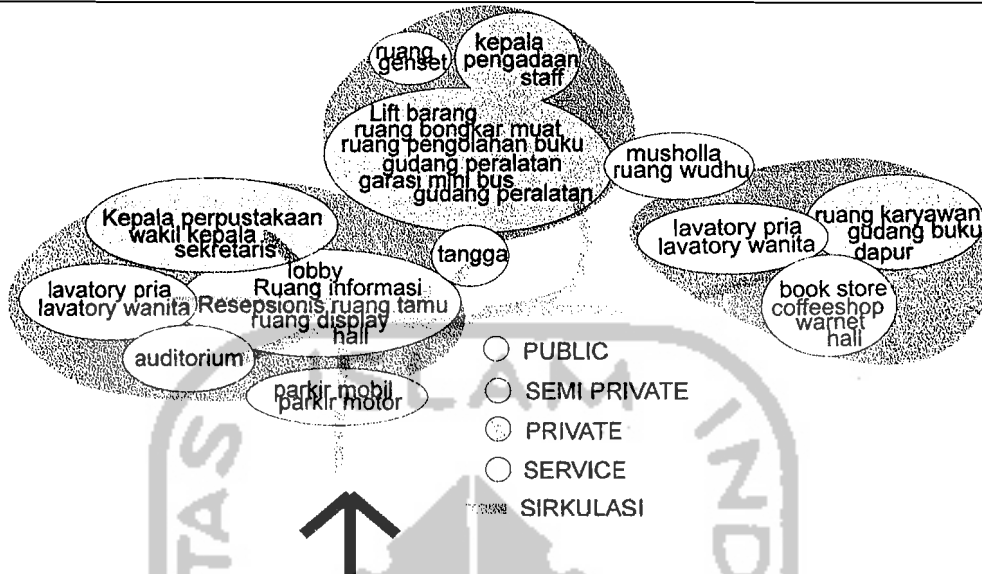 ruang
genset
kepala
pengadaan
staff
Lift barang
ruang bongkar muat
ruang pengolahan buku
gudang peralatan
garasi mini bus
gudang peralatan
musholla
ruang wudhu
Kepala perpustakaan
wakil kepala
sekretaris
tangga
lavatory pria
lavatory wanita
ruang karyawan
gudang buku
dapur
lobby
Ruang informasi
Resepsionis ruang tamu
ruang display
hall
lavatory pria
lavatory wanita
book store
coffeeshop
warnet
hall
auditorium
parkir mobil
parkir motor
PUBLIC
SEMI PRIVATE
PRIVATE
SERVICE
SIRKULASI
ISLAM
TAS
IND